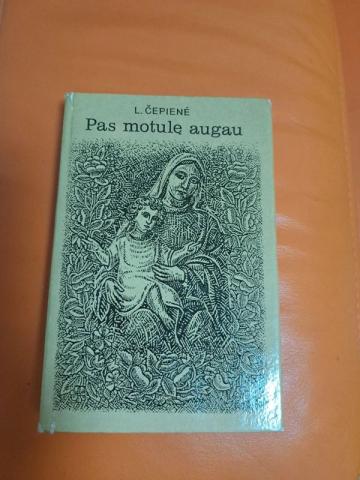 L. ČEPIENĖ
Pas motulę augau